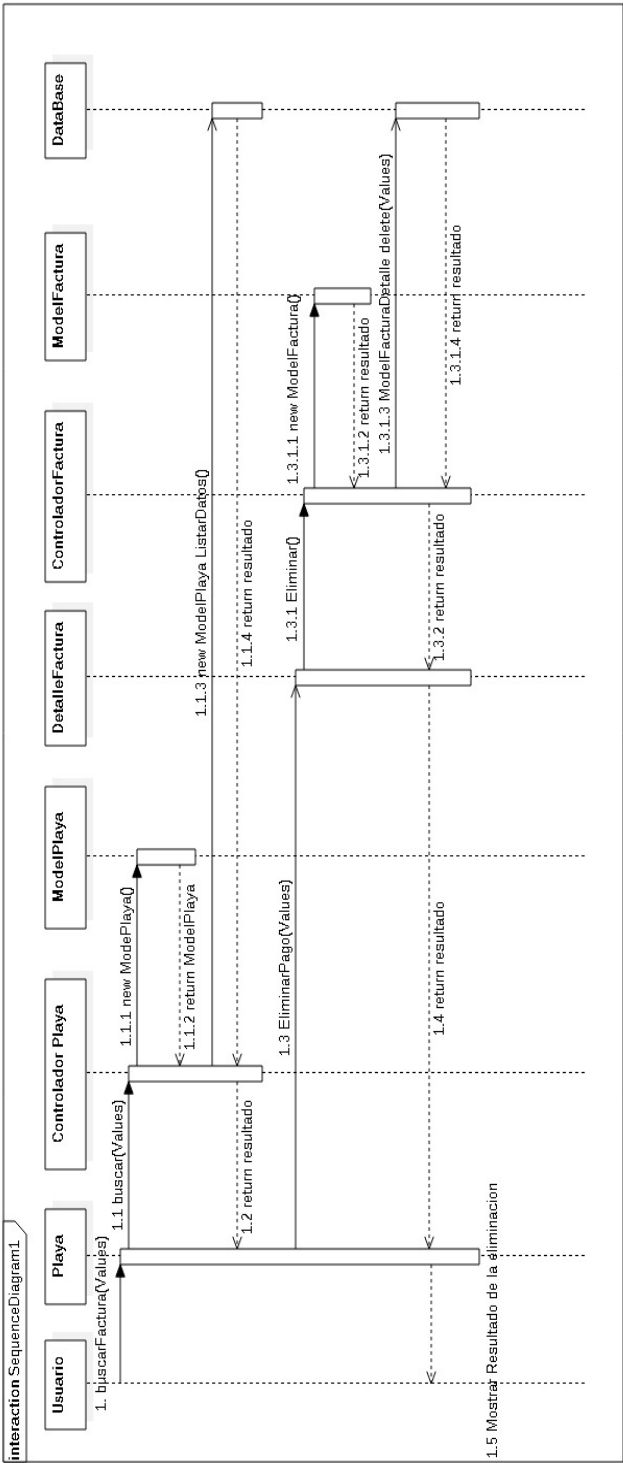 interaction SequenceDiagram1
Usuario
Playa
Controlador Playa
ModelPlaya
DetalleFactura
ControladorFactura
ModelFactura
DataBase
1. buscarFactura(Values)
1.1 buscar(Values)
1.1.1 new ModePlaya()
1.1.2 return ModelPlaya
1.1.3 new ModelPlaya ListarDatos()
1.1.4 return resultado
1.2 return resultado
1.3 EliminarPago(Values)
1.3.1 Eliminar()
1.3.1.1 new ModelFactura()
1.3.1.2 return resultado
1.3.1.3 ModelFacturaDetalle delete(Values)
1.3.1.4 return resultado
1.3.2 return resultado
1.4 return resultado
1.5 Mostrar Resultado de la eliminacion